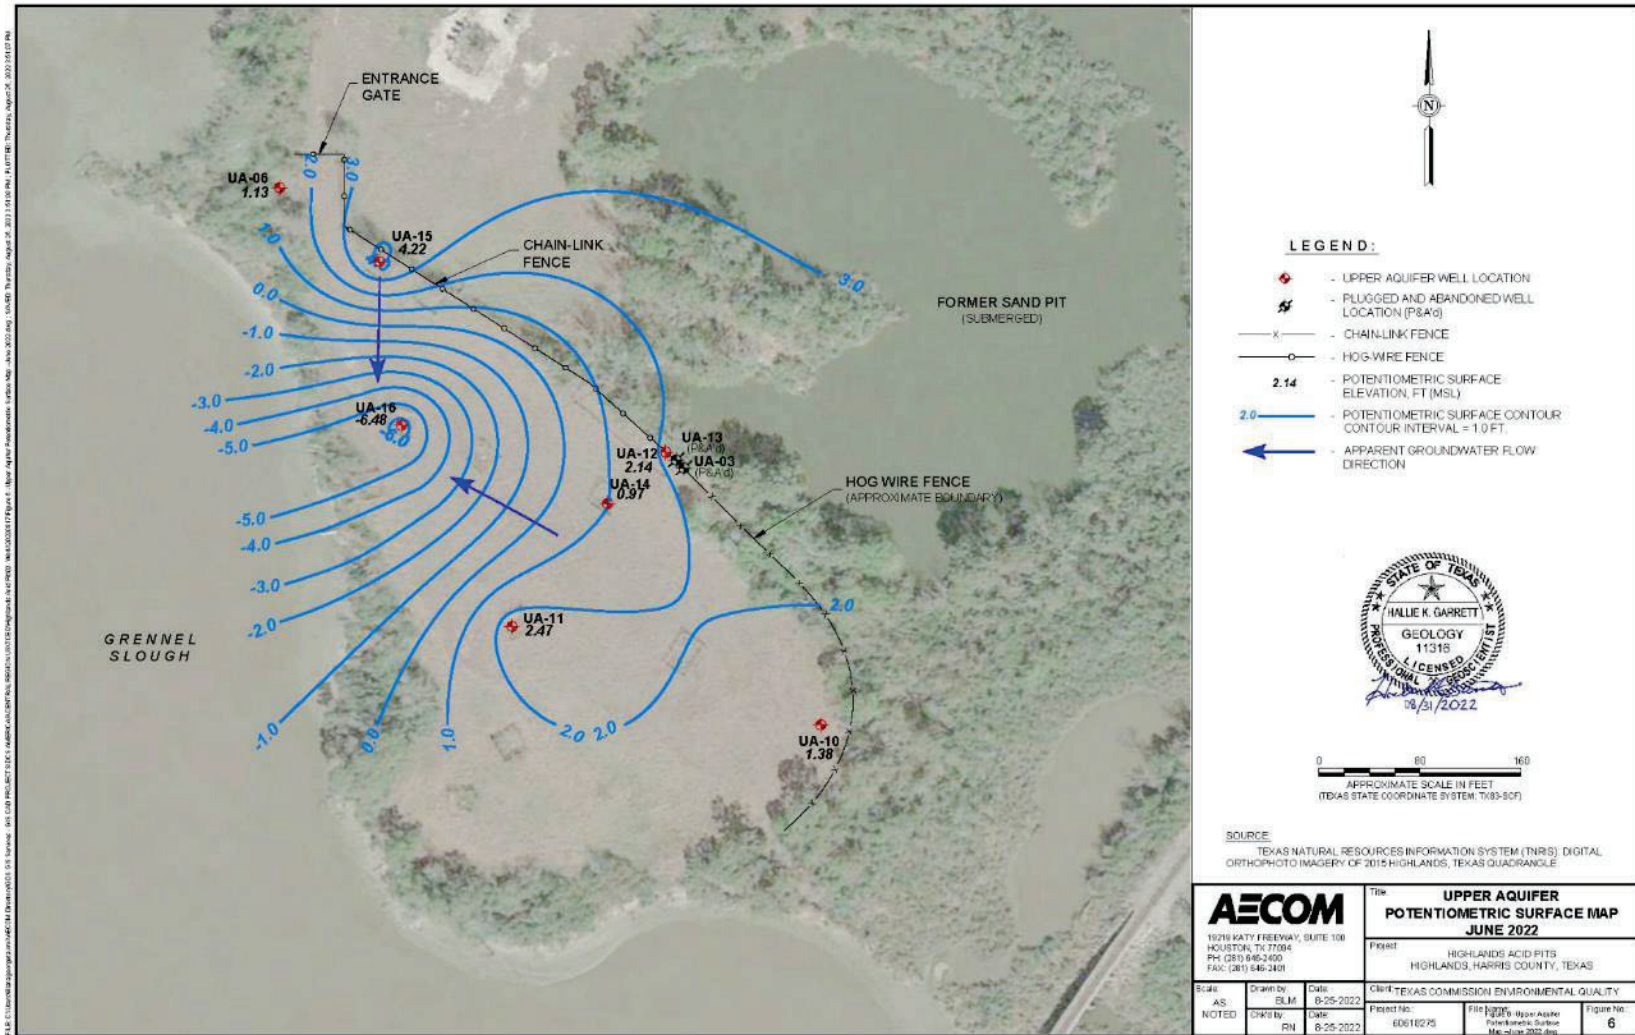 ENTRANCE
GATE
UA-06
1.13
2.0
3.0
UA-15
4.22
CHAIN-LINK
FENCE
1.0
0.0
-1.0
-2.0
-3.0
-4.0
-5.0
UA-16
-6.48
-6.0
3.0
FORMER SAND PIT
(SUBMERGED)
UA-12
2.14
UA-13
(P&A'd)
UA-03
(P&A'd)
UA-14
0.97
HOG WIRE FENCE
(APPROXIMATE BOUNDARY)
-5.0
-4.0
-3.0
-2.0
-1.0
0.0
1.0
2.0
2.0
2.0
UA-11
2.47
UA-10
1.38
GRENNEL
SLOUGH
N
LEGEND:
- UPPER AQUIFER WELL LOCATION
- PLUGGED AND ABANDONED WELL
LOCATION (P&A'd)
x - CHAIN-LINK FENCE
- HOG-WIRE FENCE
2.14 - POTENTIOMETRIC SURFACE
ELEVATION, FT (MSL)
2.0 - POTENTIOMETRIC SURFACE CONTOUR
CONTOUR INTERVAL = 1.0 FT.
- APPARENT GROUNDWATER FLOW
DIRECTION
STATE OF TEXAS
HALLIE K. GARRETT
GEOLOGY
11316
LICENSED
PROFESSIONAL GEOSCIENTIST
08/31/2022
0 80 160
APPROXIMATE SCALE IN FEET
(TEXAS STATE COORDINATE SYSTEM: TX83-SCF)
SOURCE:
TEXAS NATURAL RESOURCES INFORMATION SYSTEM (TNRIS) DIGITAL
ORTHOPHOTO IMAGERY OF 2015 HIGHLANDS, TEXAS QUADRANGLE
AECOM
19219 KATY FREEWAY, SUITE 100
HOUSTON, TX 77094
PH: (281) 646-2400
FAX: (281) 646-2401
Title:
UPPER AQUIFER
POTENTIOMETRIC SURFACE MAP
JUNE 2022
Project:
HIGHLANDS ACID PITS
HIGHLANDS, HARRIS COUNTY, TEXAS
Client: TEXAS COMMISSION ENVIRONMENTAL QUALITY
Scale:
AS
NOTED
Drawn by:
BLM
Date:
8-25-2022
Chk'd by:
RN
Date:
8-25-2022
Project No.:
60618275
File Name:
Figure 6 - Upper Aquifer
Potentiometric Surface
Map - June 2022.dwg
Figure No.:
6